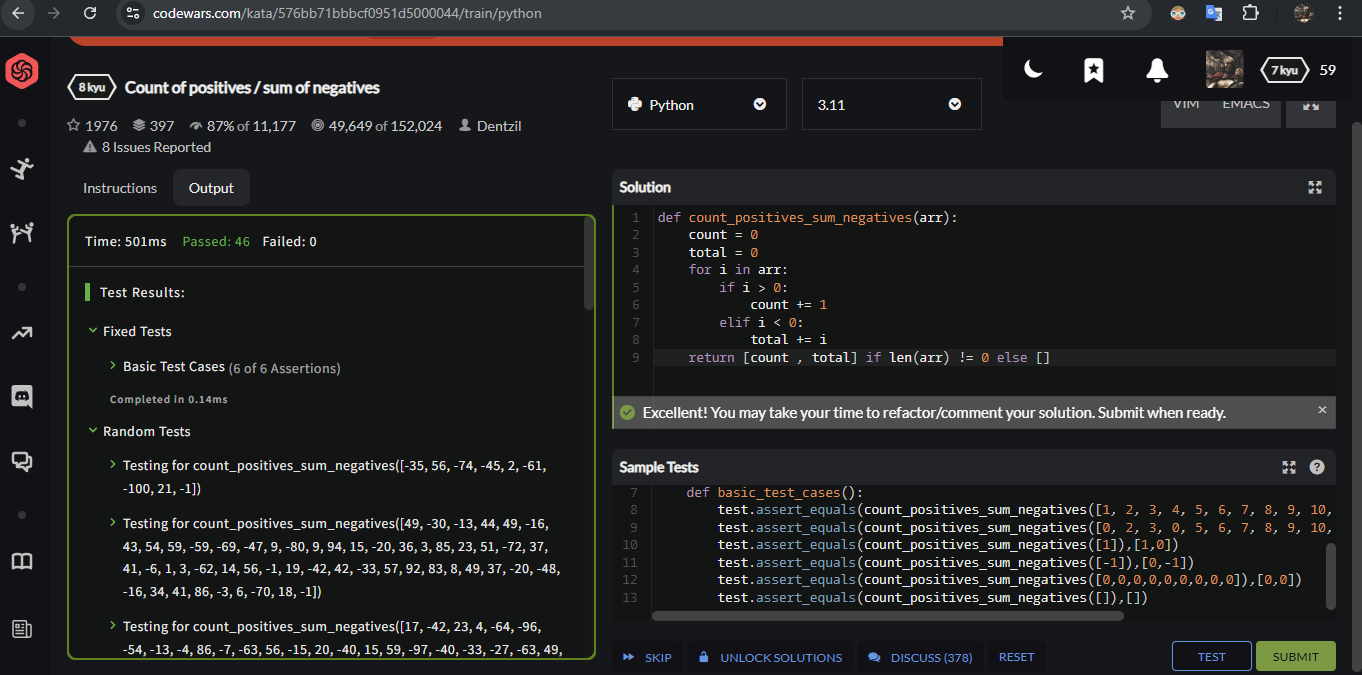 codewars.com/kata/576bb71bbbcf0951d5000044/train/python
8 kyu Count of positives / sum of negatives
1976 397 87% of 11,177 49,649 of 152,024 Dentzil
8 Issues Reported
Instructions Output
Time: 501ms Passed: 46 Failed: 0
Test Results:
Fixed Tests
Basic Test Cases (6 of 6 Assertions)
Completed in 0.14ms
Random Tests
Testing for count_positives_sum_negatives([-35, 56, -74, -45, 2, -61,
-100, 21, -1])
Testing for count_positives_sum_negatives([49, -30, -13, 44, 49, -16,
43, 54, 59, -59, -69, -47, 9, -80, 9, 94, 15, -20, 36, 3, 85, 23, 51, -72, 37,
41, -6, 1, 3, -62, 14, 56, -1, 19, -42, 42, -33, 57, 92, 83, 8, 49, 37, -20, -48,
-16, 34, 41, 86, -3, 6, -70, 18, -1])
Testing for count_positives_sum_negatives([17, -42, 23, 4, -64, -96,
-54, -13, -4, 86, -7, -63, 56, -15, 20, -40, 15, 59, -97, -40, -33, -27, -63, 49,
7 kyu 59
Python 3.11
VIM EMACS
Solution
1 def count_positives_sum_negatives(arr):
2 count = 0
3 total = 0
4 for i in arr:
5 if i > 0:
6 count += 1
7 elif i < 0:
8 total += i
9 return [count , total] if len(arr) != 0 else []
Excellent! You may take your time to refactor/comment your solution. Submit when ready. ×
Sample Tests
7 def basic_test_cases():
8 test.assert_equals(count_positives_sum_negatives([1, 2, 3, 4, 5, 6, 7, 8, 9, 10,
9 test.assert_equals(count_positives_sum_negatives([0, 2, 3, 0, 5, 6, 7, 8, 9, 10,
10 test.assert_equals(count_positives_sum_negatives([1]),[1,0])
11 test.assert_equals(count_positives_sum_negatives([-1]),[0,-1])
12 test.assert_equals(count_positives_sum_negatives([0,0,0,0,0,0,0,0,0]),[0,0])
13 test.assert_equals(count_positives_sum_negatives([]),[])
SKIP UNLOCK SOLUTIONS DISCUSS (378) RESET TEST SUBMIT